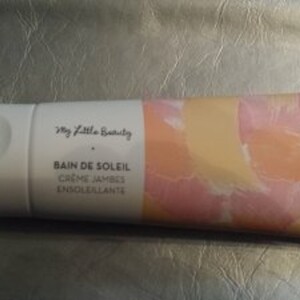 My Little Beauty
BAIN DE SOLEIL
CRÈME JAMBES
ENSOLEILLANTE